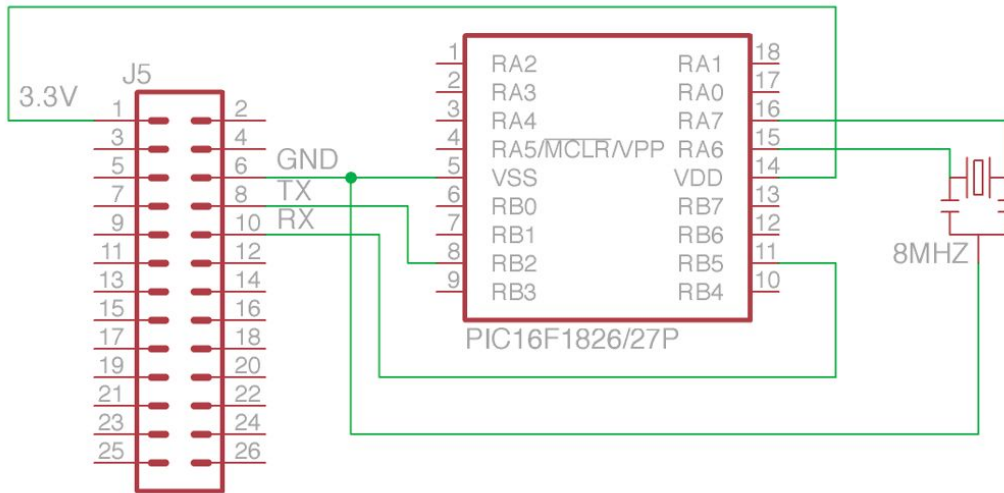 J5
3.3V
1 2
3 4
5 6
7 8
9 10
11 12
13 14
15 16
17 18
19 20
21 22
23 24
25 26
GND
TX
RX
1 RA2 RA1 18
2 RA3 RA0 17
3 RA4 RA7 16
4 RA5/MCLR/VPP RA6 15
5 VSS VDD 14
6 RB0 RB7 13
7 RB1 RB6 12
8 RB2 RB5 11
9 RB3 RB4 10
PIC16F1826/27P
8MHZ